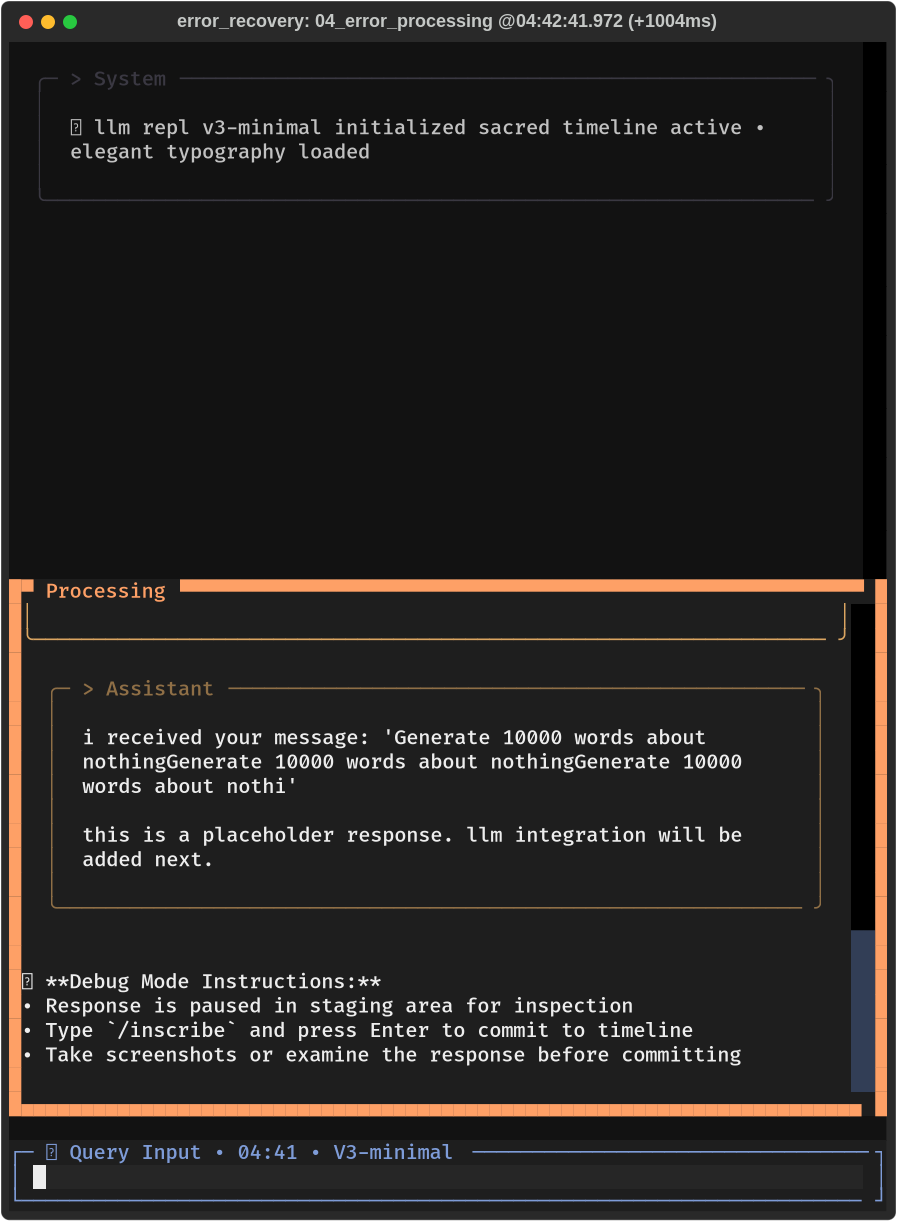 error_recovery: 04_error_processing @04:42:41.972 (+1004ms)
> System
llm repl v3-minimal initialized sacred timeline active •
elegant typography loaded
Processing
> Assistant
i received your message: 'Generate 10000 words about
nothingGenerate 10000 words about nothingGenerate 10000
words about nothi'
this is a placeholder response. llm integration will be
added next.
**Debug Mode Instructions:**
• Response is paused in staging area for inspection
• Type `/inscribe` and press Enter to commit to timeline
• Take screenshots or examine the response before committing
Query Input • 04:41 • V3-minimal